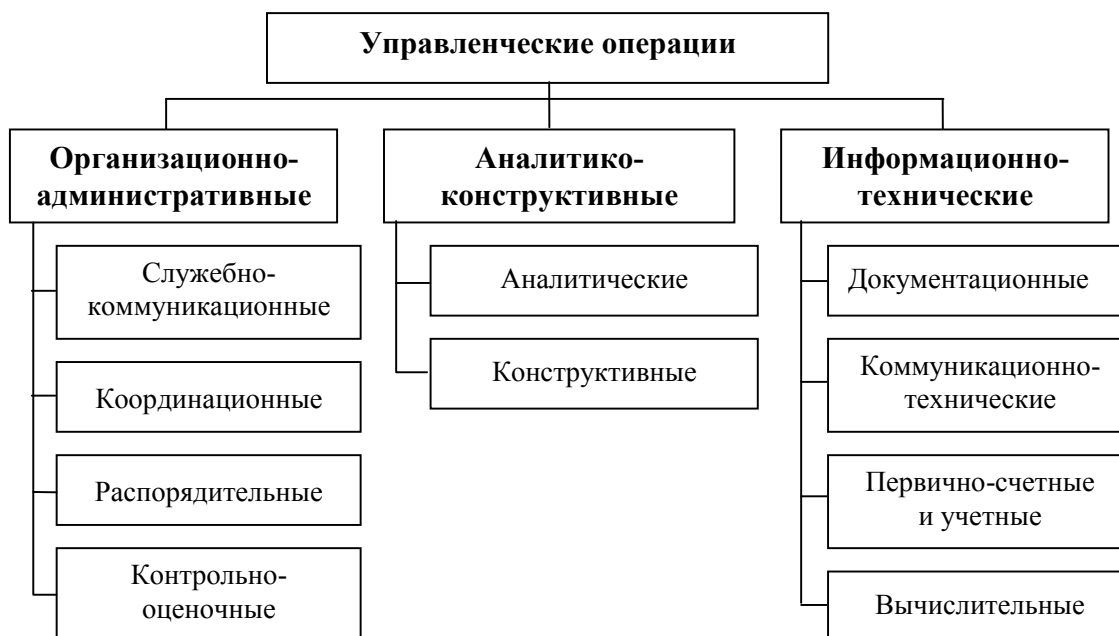 Управленческие операции
Организационно-
административные
Служебно-
коммуникационные
Координационные
Распорядительные
Контрольно-
оценочные
Аналитико-
конструктивные
Аналитические
Конструктивные
Информационно-
технические
Документационные
Коммуникационно-
технические
Первично-счетные
и учетные
Вычислительные